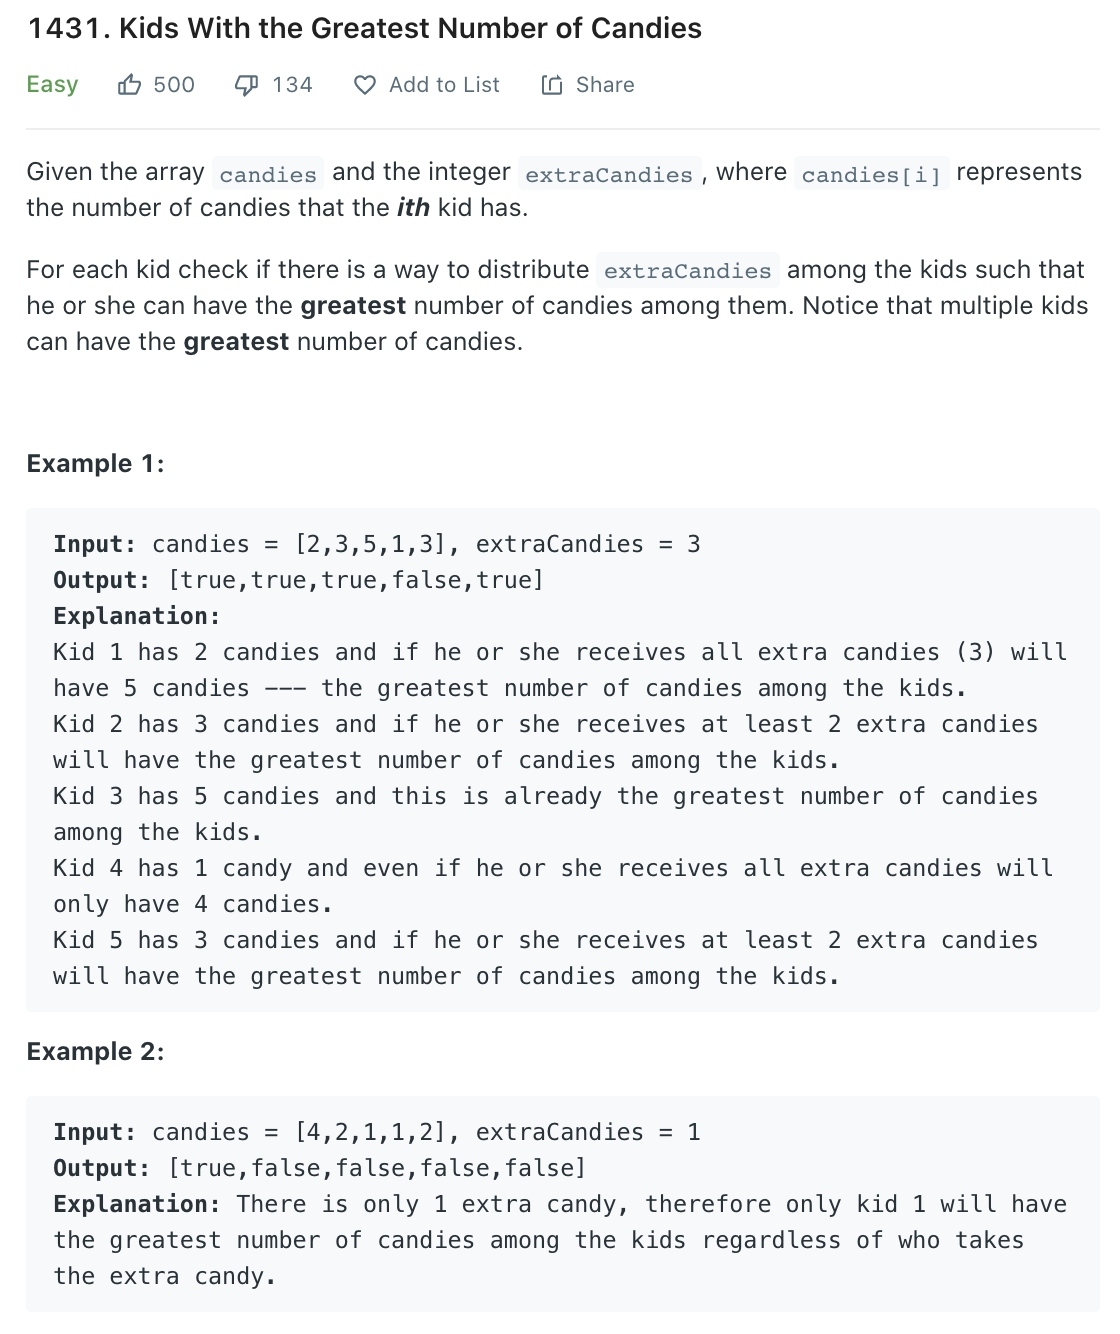 1431. Kids With the Greatest Number of Candies
Easy 500 134 Add to List Share
Given the array candies and the integer extraCandies , where candies[i] represents
the number of candies that the ith kid has.
For each kid check if there is a way to distribute extraCandies among the kids such that
he or she can have the greatest number of candies among them. Notice that multiple kids
can have the greatest number of candies.
Example 1:
Input: candies = [2,3,5,1,3], extraCandies = 3
Output: [true,true,true,false,true]
Explanation:
Kid 1 has 2 candies and if he or she receives all extra candies (3) will
have 5 candies --- the greatest number of candies among the kids.
Kid 2 has 3 candies and if he or she receives at least 2 extra candies
will have the greatest number of candies among the kids.
Kid 3 has 5 candies and this is already the greatest number of candies
among the kids.
Kid 4 has 1 candy and even if he or she receives all extra candies will
only have 4 candies.
Kid 5 has 3 candies and if he or she receives at least 2 extra candies
will have the greatest number of candies among the kids.
Example 2:
Input: candies = [4,2,1,1,2], extraCandies = 1
Output: [true,false,false,false,false]
Explanation: There is only 1 extra candy, therefore only kid 1 will have
the greatest number of candies among the kids regardless of who takes
the extra candy.